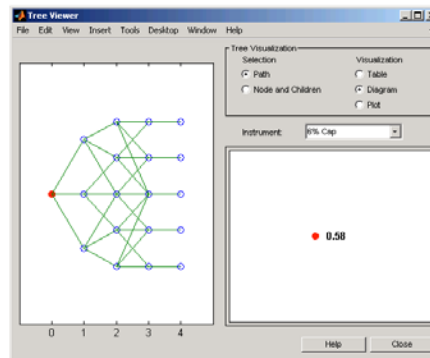 Tree Viewer
File Edit View Insert Tools Desktop Window Help
Tree Visualization
Selection Visualization
Path Table
Node and Children Diagram
Plot
Instrument: 6% Cap
0.58
0 1 2 3 4
Help Close